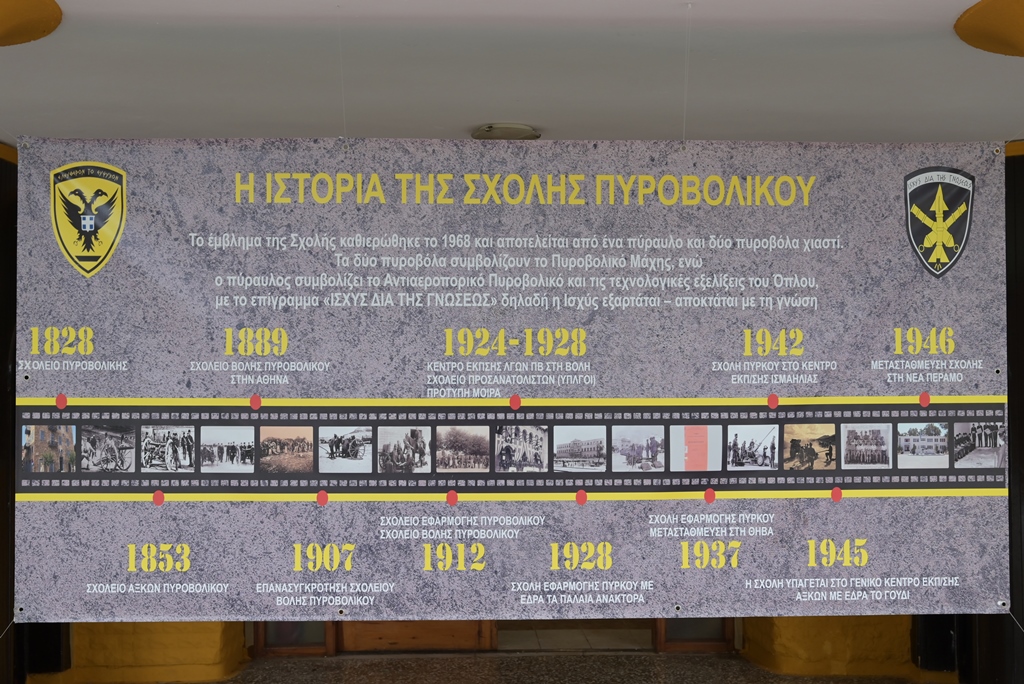 Η ΙΣΤΟΡΙΑ ΤΗΣ ΣΧΟΛΗΣ ΠΥΡΟΒΟΛΙΚΟΥ
ΙΣΧΥΣ ΔΙΑ ΤΗΣ ΓΝΩΣΕΩΣ
Το έμβλημα της Σχολής καθιερώθηκε το 1968 και αποτελείται από ένα πύραυλο και δύο πυροβόλα χιαστί.
Τα δύο πυροβόλα συμβολίζουν το Πυροβολικό Μάχης, ενώ
ο πύραυλος συμβολίζει το Αντιαεροπορικό Πυροβολικό και τις τεχνολογικές εξελίξεις του Όπλου,
με το επίγραμμα «ΙΣΧΥΣ ΔΙΑ ΤΗΣ ΓΝΩΣΕΩΣ» δηλαδή η Ισχύς εξαρτάται – αποκτάται με τη γνώση
1828
ΣΧΟΛΕΙΟ ΠΥΡΟΒΟΛΙΚΗΣ
1889
ΣΧΟΛΕΙΟ ΒΟΛΗΣ ΠΥΡΟΒΟΛΙΚΟΥ
ΣΤΗΝ ΑΘΗΝΑ
1924-1928
ΚΕΝΤΡΟ ΕΚΠΣΗΣ ΛΓΩΝ ΠΒ ΣΤΗ ΒΟΛΗ
ΣΧΟΛΕΙΟ ΠΡΟΣΑΝΑΤΟΛΙΣΤΩΝ (ΥΠΛΓΟΙ)
ΠΡΟΤΥΠΗ ΜΟΙΡΑ
1942
ΣΧΟΛΗ ΠΥΡΚΟΥ ΣΤΟ ΚΕΝΤΡΟ
ΕΚΠ/ΣΗΣ ΙΣΜΑΗΛΙΑΣ
1946
ΜΕΤΑΣΤΑΘΜΕΥΣΗ ΣΧΟΛΗΣ
ΣΤΗ ΝΕΑ ΠΕΡΑΜΟ
1853
ΣΧΟΛΕΙΟ ΑΞΚΩΝ ΠΥΡΟΒΟΛΙΚΟΥ
1907
ΕΠΑΝΑΣΥΓΚΡΟΤΗΣΗ ΣΧΟΛΕΙΟΥ
ΒΟΛΗΣ ΠΥΡΟΒΟΛΙΚΟΥ
ΣΧΟΛΕΙΟ ΕΦΑΡΜΟΓΗΣ ΠΥΡΟΒΟΛΙΚΟΥ
ΣΧΟΛΕΙΟ ΒΟΛΗΣ ΠΥΡΟΒΟΛΙΚΟΥ
1912
1928
ΣΧΟΛΗ ΕΦΑΡΜΟΓΗΣ ΠΥΡΚΟΥ ΜΕ
ΕΔΡΑ ΤΑ ΠΑΛΑΙΑ ΑΝΑΚΤΟΡΑ
ΣΧΟΛΗ ΕΦΑΡΜΟΓΗΣ ΠΥΡΚΟΥ
ΜΕΤΑΣΤΑΘΜΕΥΣΗ ΣΤΗ ΘΗΒΑ
1937
1945
Η ΣΧΟΛΗ ΥΠΑΓΕΤΑΙ ΣΤΟ ΓΕΝΙΚΟ ΚΕΝΤΡΟ ΕΚΠ/ΣΗΣ
ΑΞΚΩΝ ΜΕ ΕΔΡΑ ΤΟ ΓΟΥΔΙ